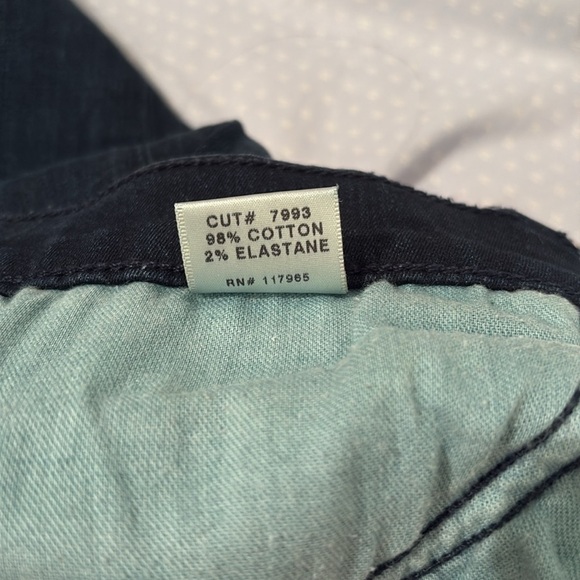 CUT# 7993
98% COTTON
2% ELASTANE
RN# 117965